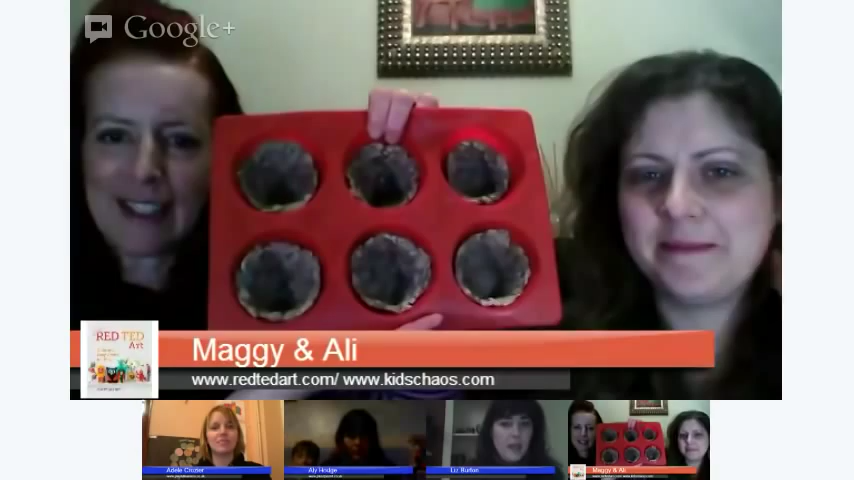 Google+
RED TED
Art
Maggy & Ali
www.redtedart.com/ www.kidschaos.com
Adele Crozier
Aly Hodge
Liz Burton
Maggy & Ali